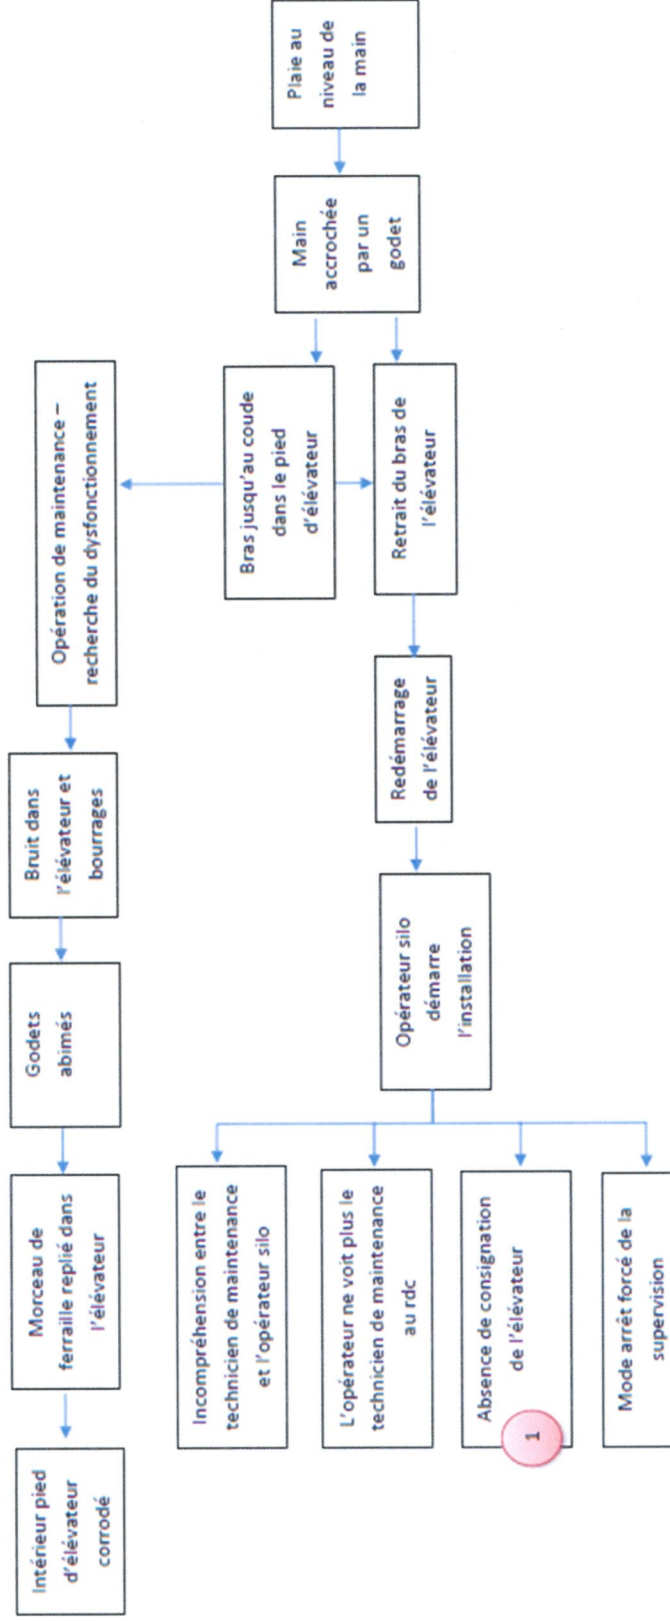 Plaie au
niveau de
la main
Main
accrochée
par un
godet
Bras jusqu'au coude
dans le pied
d'élévateur
Retrait du bras de
l'élévateur
Opération de maintenance –
recherche du dysfonctionnement
Bruit dans
l'élévateur et
bourrages
Godets
abimés
Morceau de
ferraille replié dans
l'élévateur
Intérieur pied
d'élévateur
corrodé
Redémarrage
de l'élévateur
Opérateur silo
démarre
l'installation
Incompréhension entre le
technicien de maintenance
et l'opérateur silo
L'opérateur ne voit plus le
technicien de maintenance
au rdc
Absence de consignation
de l'élévateur
1
Mode arrêt forcé de la
supervision